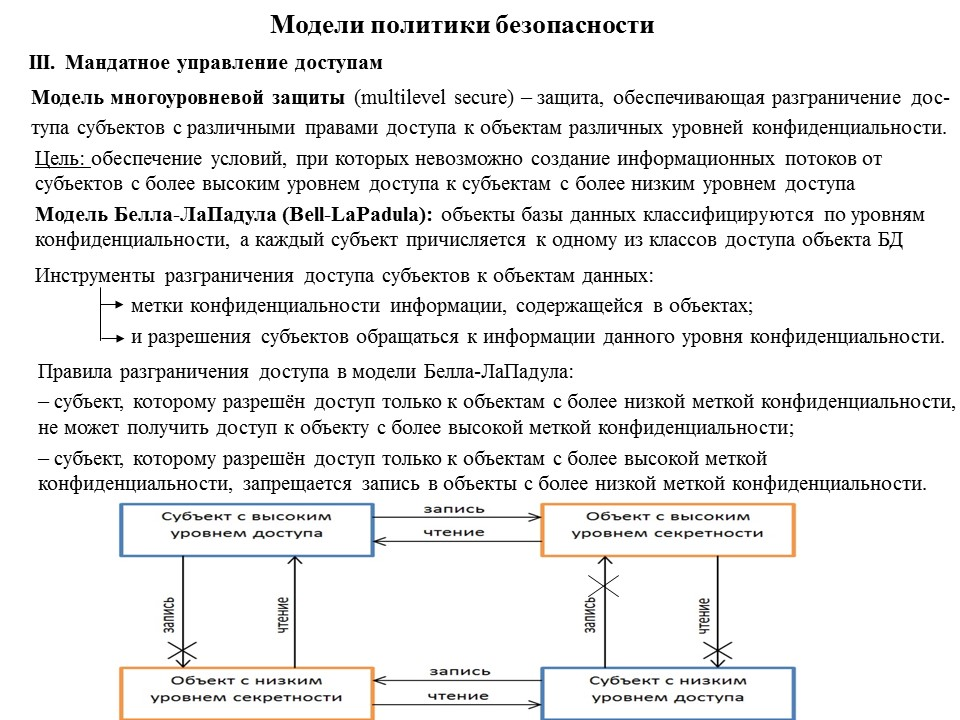 Модели политики безопасности
III. Мандатное управление доступам
Модель многоуровневой защиты (multilevel secure) – защита, обеспечивающая разграничение дос-
тупа субъектов с различными правами доступа к объектам различных уровней конфиденциальности.
Цель: обеспечение условий, при которых невозможно создание информационных потоков от
субъектов с более высоким уровнем доступа к субъектам с более низким уровнем доступа
Модель Белла-ЛаПадула (Bell-LaPadula): объекты базы данных классифицируются по уровням
конфиденциальности, а каждый субъект причисляется к одному из классов доступа объекта БД
Инструменты разграничения доступа субъектов к объектам данных:
метки конфиденциальности информации, содержащейся в объектах;
и разрешения субъектов обращаться к информации данного уровня конфиденциальности.
Правила разграничения доступа в модели Белла-ЛаПадула:
– субъект, которому разрешён доступ только к объектам с более низкой меткой конфиденциальности,
не может получить доступ к объекту с более высокой меткой конфиденциальности;
– субъект, которому разрешён доступ только к объектам с более высокой меткой
конфиденциальности, запрещается запись в объекты с более низкой меткой конфиденциальности.
Субъект с высоким
уровнем доступа
запись
чтение
Объект с высоким
уровнем секретности
запись
чтение
запись
чтение
Объект с низким
уровнем секретности
запись
чтение
Субъект с низким
уровнем доступа